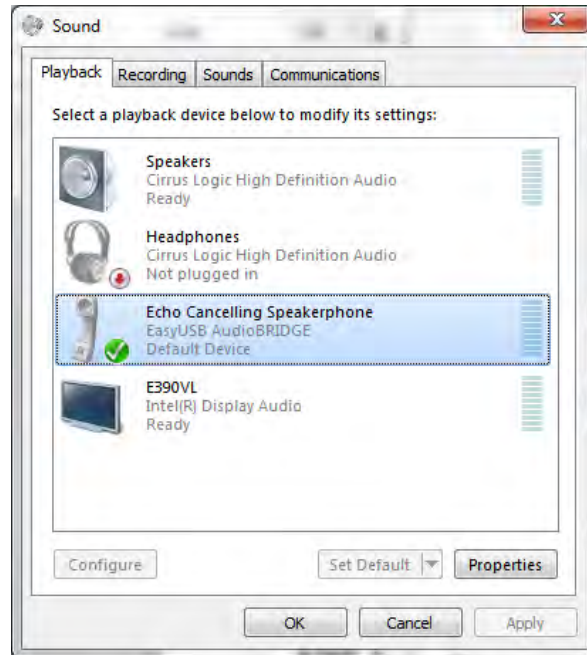 Sound
Playback Recording Sounds Communications
Select a playback device below to modify its settings:
Speakers
Cirrus Logic High Definition Audio
Ready
Headphones
Cirrus Logic High Definition Audio
Not plugged in
Echo Cancelling Speakerphone
EasyUSB AudioBRIDGE
Default Device
E390VL
Intel(R) Display Audio
Ready
Configure Set Default Properties
OK Cancel Apply